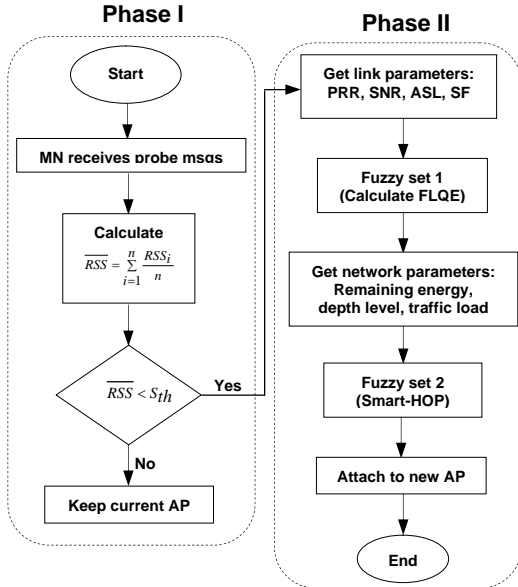 Phase I
Start
MN receives probe msgs
Calculate
RSS = n ∑ i=1 RSSi / n
RSS < Sth
Yes
No
Keep current AP
Phase II
Get link parameters:
PRR, SNR, ASL, SF
Fuzzy set 1
(Calculate FLQE)
Get network parameters:
Remaining energy,
depth level, traffic load
Fuzzy set 2
(Smart-HOP)
Attach to new AP
End